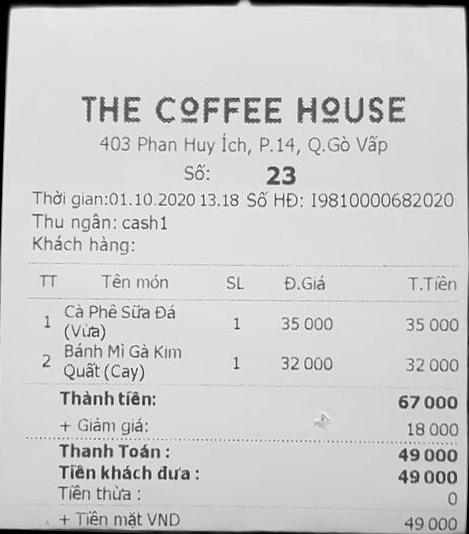 THE COFFEE HOUSE
403 Phan Huy Ích, P.14, Q.Gò Vấp
Số: 23
Thời gian:01.10.2020 13.18 Số HĐ: I9810000682020
Thu ngân: cash1
Khách hàng:
TT Tên món SL Đ.Giá T.Tiền
1 Cà Phê Sữa Đá (Vừa) 1 35 000 35 000
2 Bánh Mì Gà Kim Quất (Cay) 1 32 000 32 000
Thành tiền: 67 000
+ Giảm giá: 18 000
Thanh Toán : 49 000
Tiền khách đưa : 49 000
Tiền thừa : 0
+ Tiền mặt VND 49 000